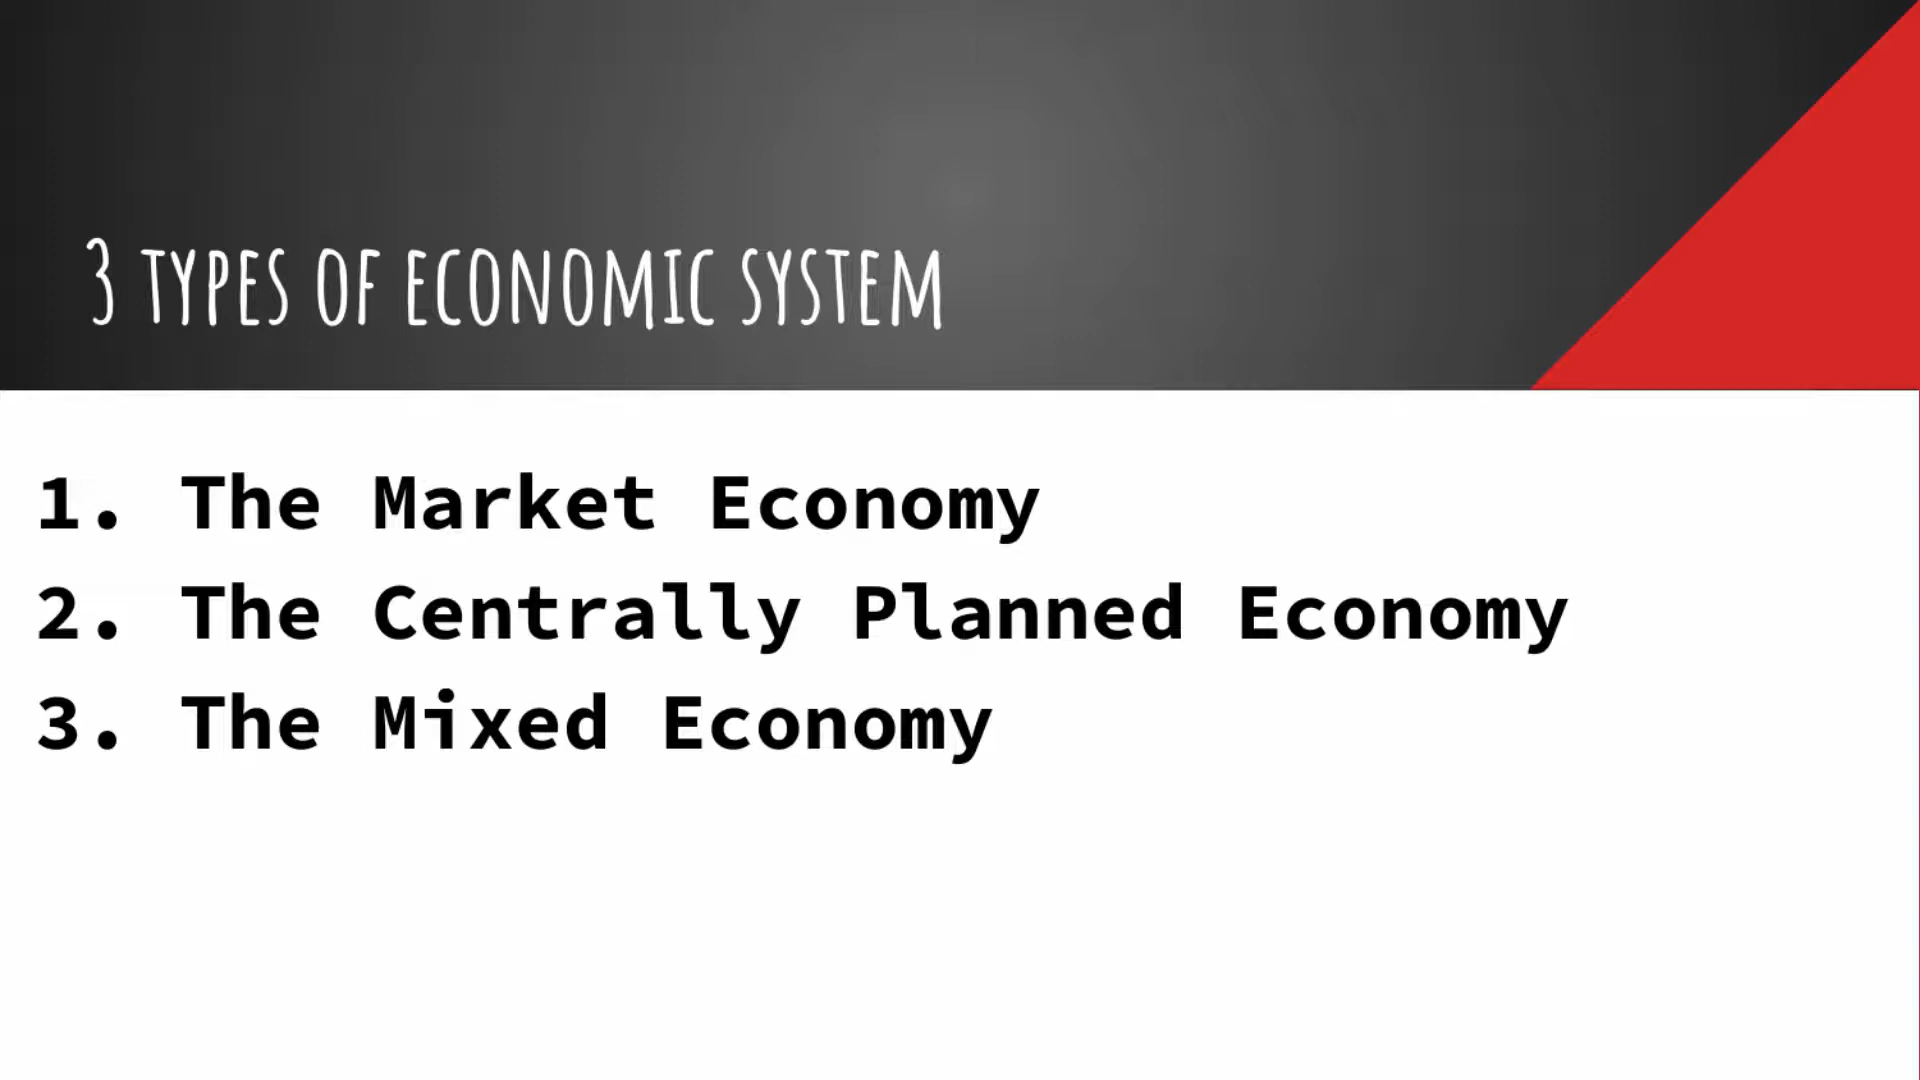 3 TYPES OF ECONOMIC SYSTEM
1. The Market Economy
2. The Centrally Planned Economy
3. The Mixed Economy